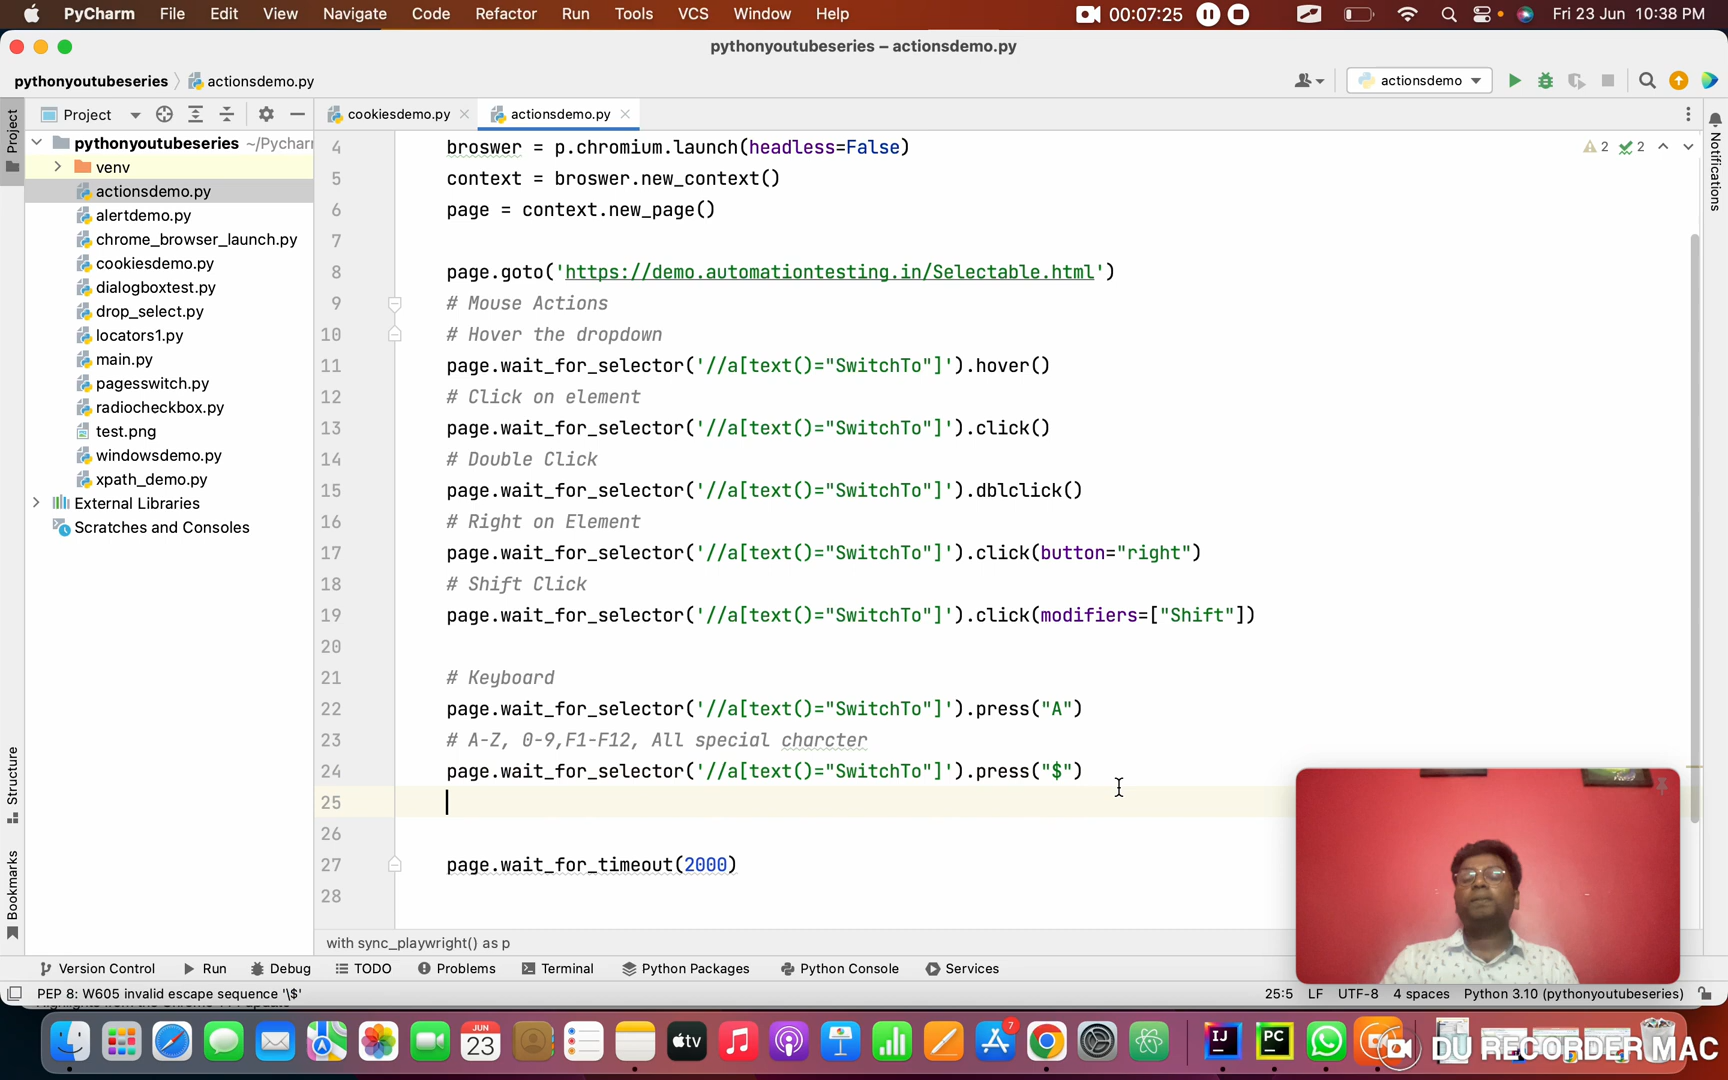 PyCharm File Edit View Navigate Code Refactor Run Tools VCS Window Help 00:07:25 Fri 23 Jun 10:38 PM
pythonyoutubeseries – actionsdemo.py
pythonyoutubeseries actionsdemo.py actionsdemo
Project Project cookiesdemo.py actionsdemo.py Notifications
pythonyoutubeseries ~/Pychar
venv
actionsdemo.py
alertdemo.py
chrome_browser_launch.py
cookiesdemo.py
dialogboxtest.py
drop_select.py
locators1.py
main.py
pagesswitch.py
radiocheckbox.py
test.png
windowsdemo.py
xpath_demo.py
External Libraries
Scratches and Consoles
Structure
Bookmarks
2 2
4 broswer = p.chromium.launch(headless=False)
5 context = broswer.new_context()
6 page = context.new_page()
7
8 page.goto('https://demo.automationtesting.in/Selectable.html')
9 # Mouse Actions
10 # Hover the dropdown
11 page.wait_for_selector('//a[text()="SwitchTo"]').hover()
12 # Click on element
13 page.wait_for_selector('//a[text()="SwitchTo"]').click()
14 # Double Click
15 page.wait_for_selector('//a[text()="SwitchTo"]').dblclick()
16 # Right on Element
17 page.wait_for_selector('//a[text()="SwitchTo"]').click(button="right")
18 # Shift Click
19 page.wait_for_selector('//a[text()="SwitchTo"]').click(modifiers=["Shift"])
20
21 # Keyboard
22 page.wait_for_selector('//a[text()="SwitchTo"]').press("A")
23 # A-Z, 0-9,F1-F12, All special charcter
24 page.wait_for_selector('//a[text()="SwitchTo"]').press("$")
25
26
27 page.wait_for_timeout(2000)
28
with sync_playwright() as p
Version Control Run Debug TODO Problems Terminal Python Packages Python Console Services
PEP 8: W605 invalid escape sequence '\$' 25:5 LF UTF-8 4 spaces Python 3.10 (pythonyoutubeseries)
JUN
23
tv
7
IJ
PC
DU RECORDER MAC